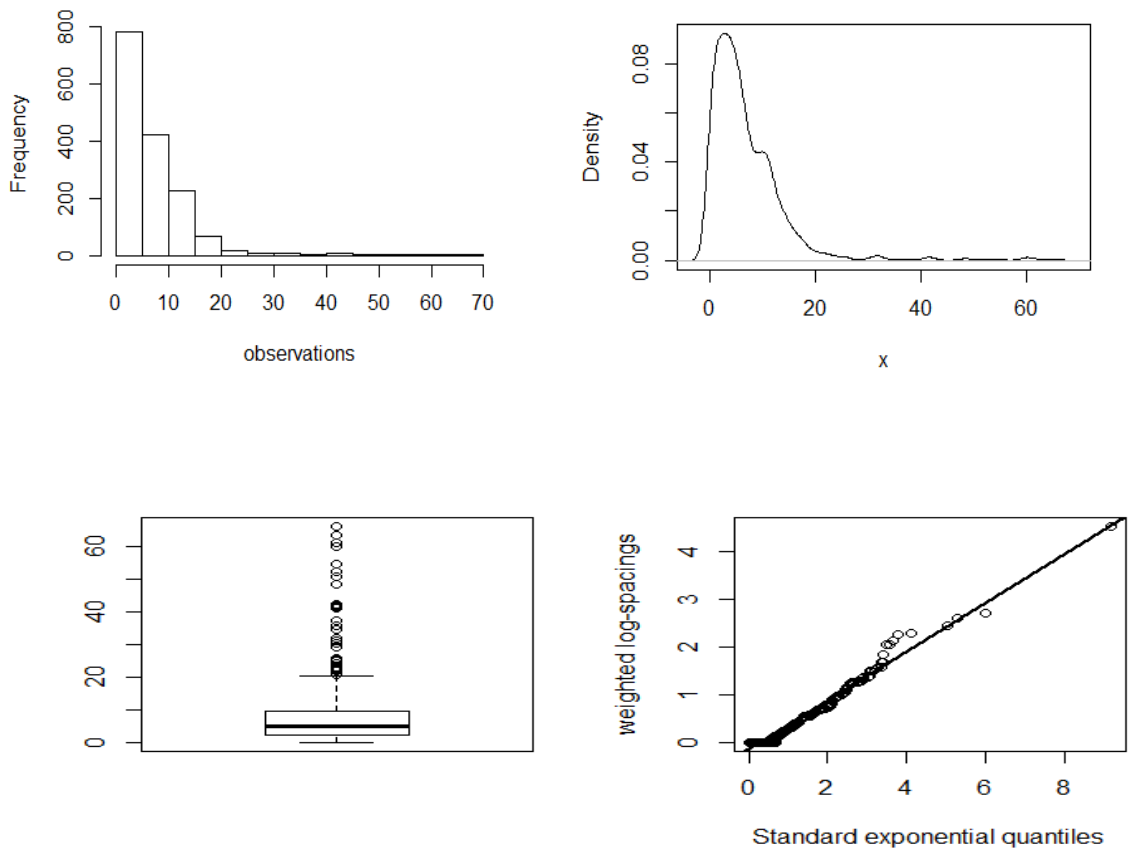 Frequency
0 200 400 600 800
0 10 20 30 40 50 60 70
observations
Density
0.00 0.04 0.08
0 20 40 60
x
0 20 40 60
weighted log-spacings
0 1 2 3 4
0 2 4 6 8
Standard exponential quantiles